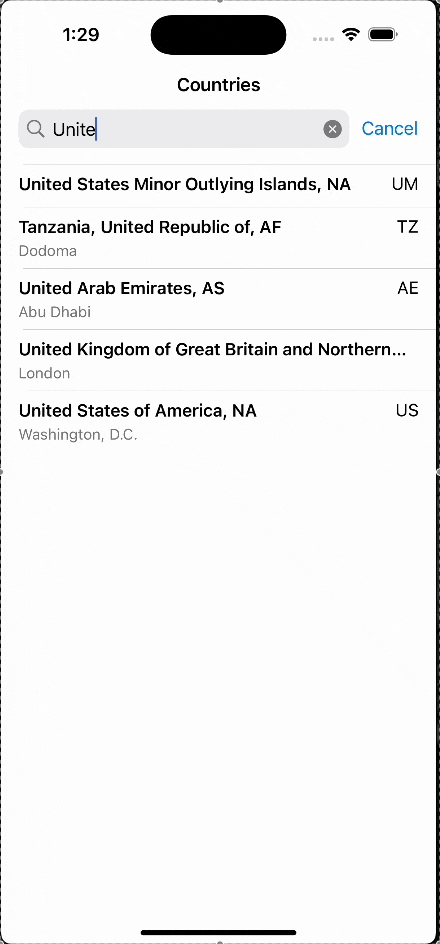 1:29
Countries
Unite
Cancel
United States Minor Outlying Islands, NA UM
Tanzania, United Republic of, AF TZ
Dodoma
United Arab Emirates, AS AE
Abu Dhabi
United Kingdom of Great Britain and Northern...
London
United States of America, NA US
Washington, D.C.